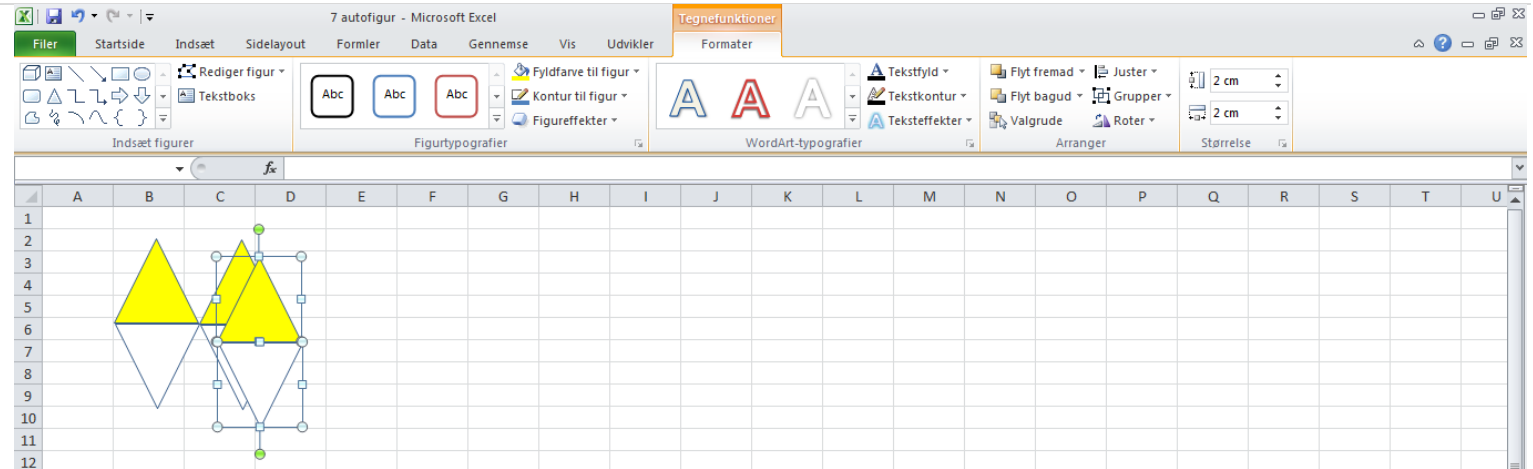 7 autofigur - Microsoft Excel
Tegnefunktioner
Filer Startside Indsæt Sidelayout Formler Data Gennemse Vis Udvikler Formater
Rediger figur
Tekstboks
Indsæt figurer
Abc Abc Abc
Fyldfarve til figur
Kontur til figur
Figureffekter
Figurtypografier
A A A
Tekstfyld
Tekstkontur
Teksteffekter
WordArt-typografier
Flyt fremad
Flyt bagud
Valgrude
Juster
Grupper
Roter
Arranger
2 cm
2 cm
Størrelse
fx
A B C D E F G H I J K L M N O P Q R S T U
1
2
3
4
5
6
7
8
9
10
11
12